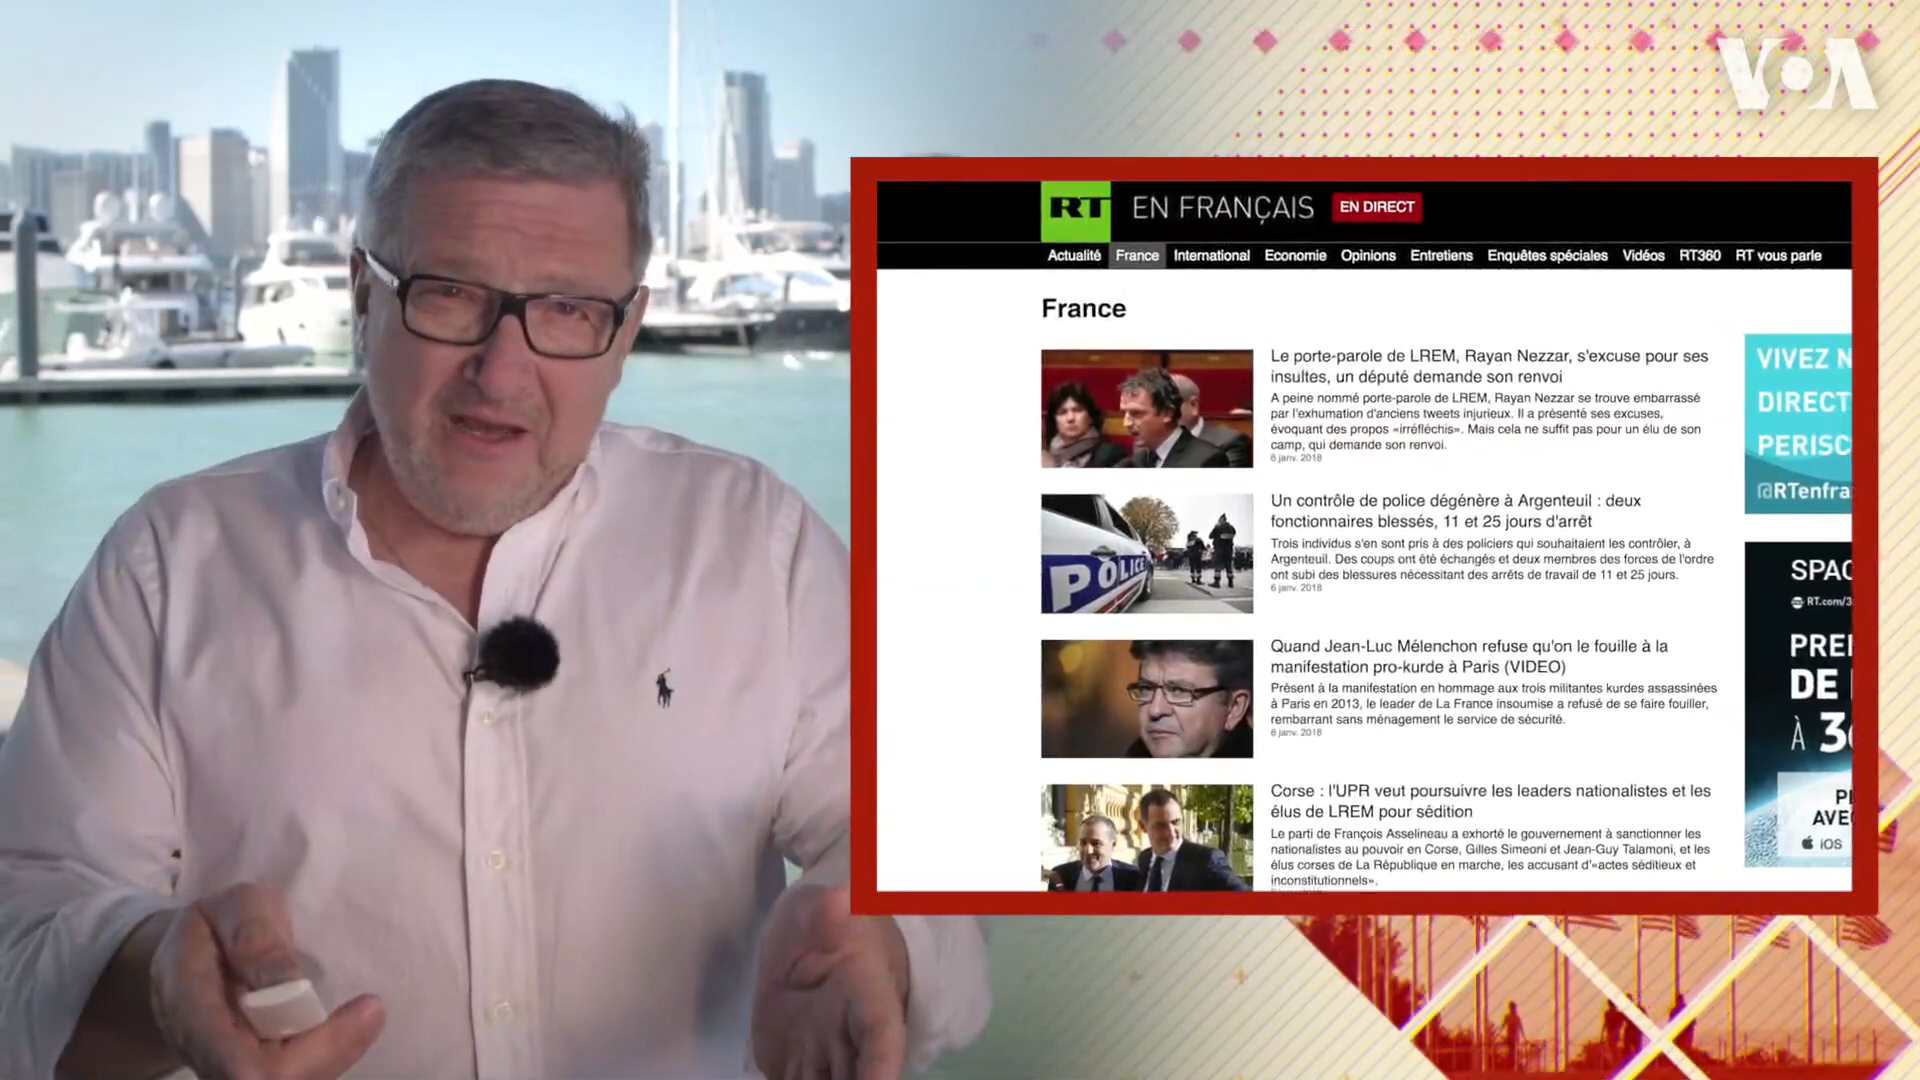 VOA
RT EN FRANÇAIS EN DIRECT
Actualité France International Economie Opinions Entretiens Enquêtes spéciales Vidéos RT360 RT vous parle
France
Le porte-parole de LREM, Rayan Nezzar, s'excuse pour ses
insultes, un député demande son renvoi
A peine nommé porte-parole de LREM, Rayan Nezzar se trouve embarrassé
par l'exhumation d'anciens tweets injurieux. Il a présenté ses excuses,
évoquant des propos «irréfléchis». Mais cela ne suffit pas pour un élu de son
camp, qui demande son renvoi.
6 janv. 2018
Un contrôle de police dégénère à Argenteuil : deux
fonctionnaires blessés, 11 et 25 jours d'arrêt
Trois individus s'en sont pris à des policiers qui souhaitaient les contrôler, à
Argenteuil. Des coups ont été échangés et deux membres des forces de l'ordre
ont subi des blessures nécessitant des arrêts de travail de 11 et 25 jours.
6 janv. 2018
POLICE
Quand Jean-Luc Mélenchon refuse qu'on le fouille à la
manifestation pro-kurde à Paris (VIDEO)
Présent à la manifestation en hommage aux trois militantes kurdes assassinées
à Paris en 2013, le leader de La France insoumise a refusé de se faire fouiller,
rembarrant sans ménagement le service de sécurité.
6 janv. 2018
Corse : l'UPR veut poursuivre les leaders nationalistes et les
élus de LREM pour sédition
Le parti de François Asselineau a exhorté le gouvernement à sanctionner les
nationalistes au pouvoir en Corse, Gilles Simeoni et Jean-Guy Talamoni, et les
élus corses de La République en marche, les accusant d'«actes séditieux et
inconstitutionnels».
VIVEZ N
DIRECT
PERISC
@RTenfra
SPAC
RT.com/3
PREI
DE
À 36
PL
AVE
iOS